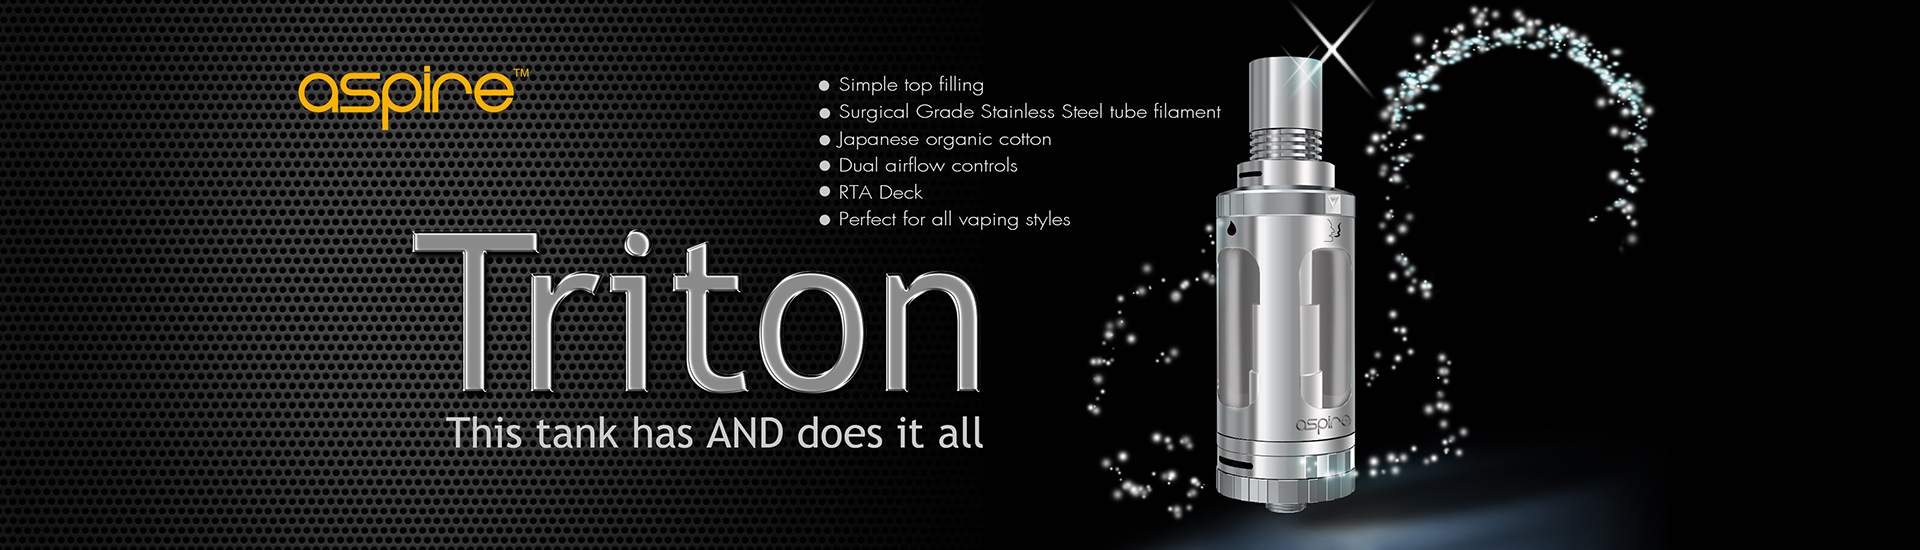 aspire™
Simple top filling
Surgical Grade Stainless Steel tube filament
Japanese organic cotton
Dual airflow controls
RTA Deck
Perfect for all vaping styles
Triton
This tank has AND does it all
aspire